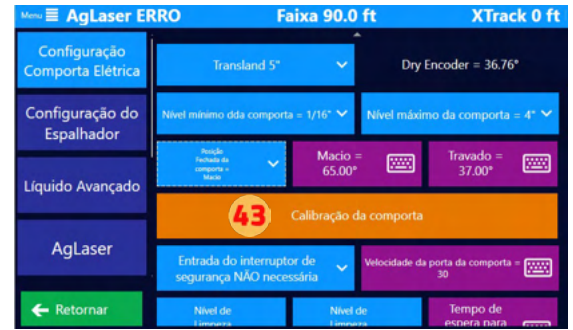 Menu AgLaser ERRO Faixa 90.0 ft XTrack 0 ft
Configuração
Comporta Elétrica
Transland 5"
Dry Encoder = 36.76°
Configuração do
Espalhador
Nível mínimo dda comporta = 1/16"
Nível máximo da comporta = 4"
Líquido Avançado
Posição
Fechada da
comporta =
Macio
Macio =
65.00°
Travado =
37.00°
43
Calibração da comporta
AgLaser
Entrada do interruptor de
segurança NÃO necessária
Velocidade da porta da comporta =
30
Retornar
Nível de
Limpeza
Nível de
Limpeza
Tempo de
espera para